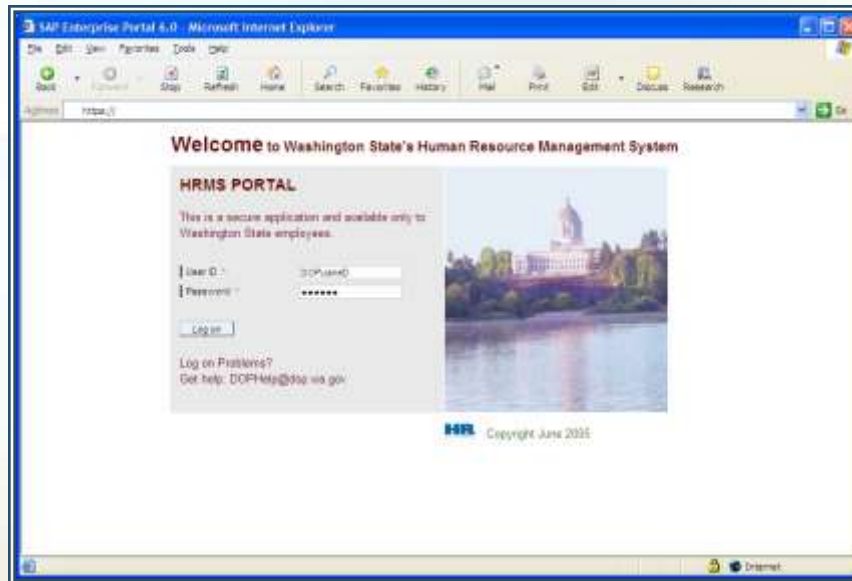 SAP Enterprise Portal 6.0 - Microsoft Internet Explorer
File Edit View Favorites Tools Help
Back Forward Stop Refresh Home Search Favorites History Mail Print Edit Discuss Research
Address https:// Go
Welcome to Washington State's Human Resource Management System
HRMS PORTAL
This is a secure application and available only to
Washington State employees.
User ID *
Password * ●●●●●●
Log on
Log on Problems?
Get help: DOPHelp@dop.wa.gov
HR Copyright June 2005
Internet